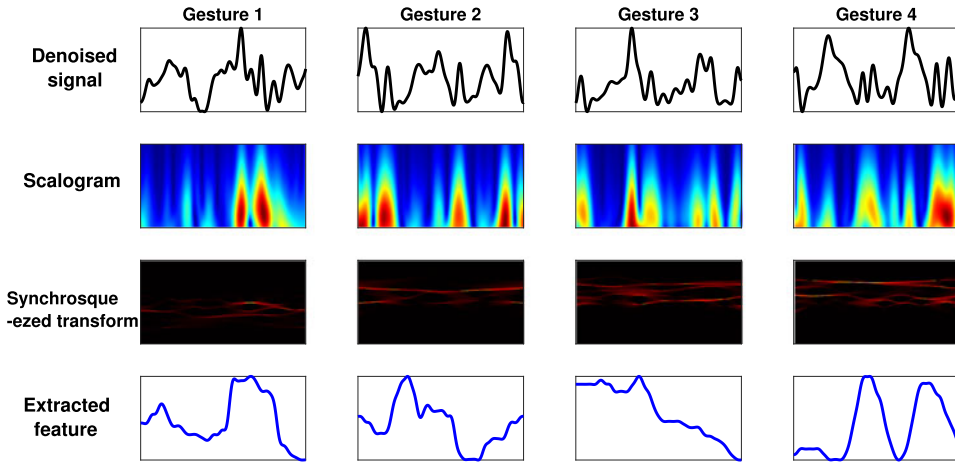 Gesture 1 Gesture 2 Gesture 3 Gesture 4
Denoised
signal
Scalogram
Synchrosque
-ezed transform
Extracted
feature